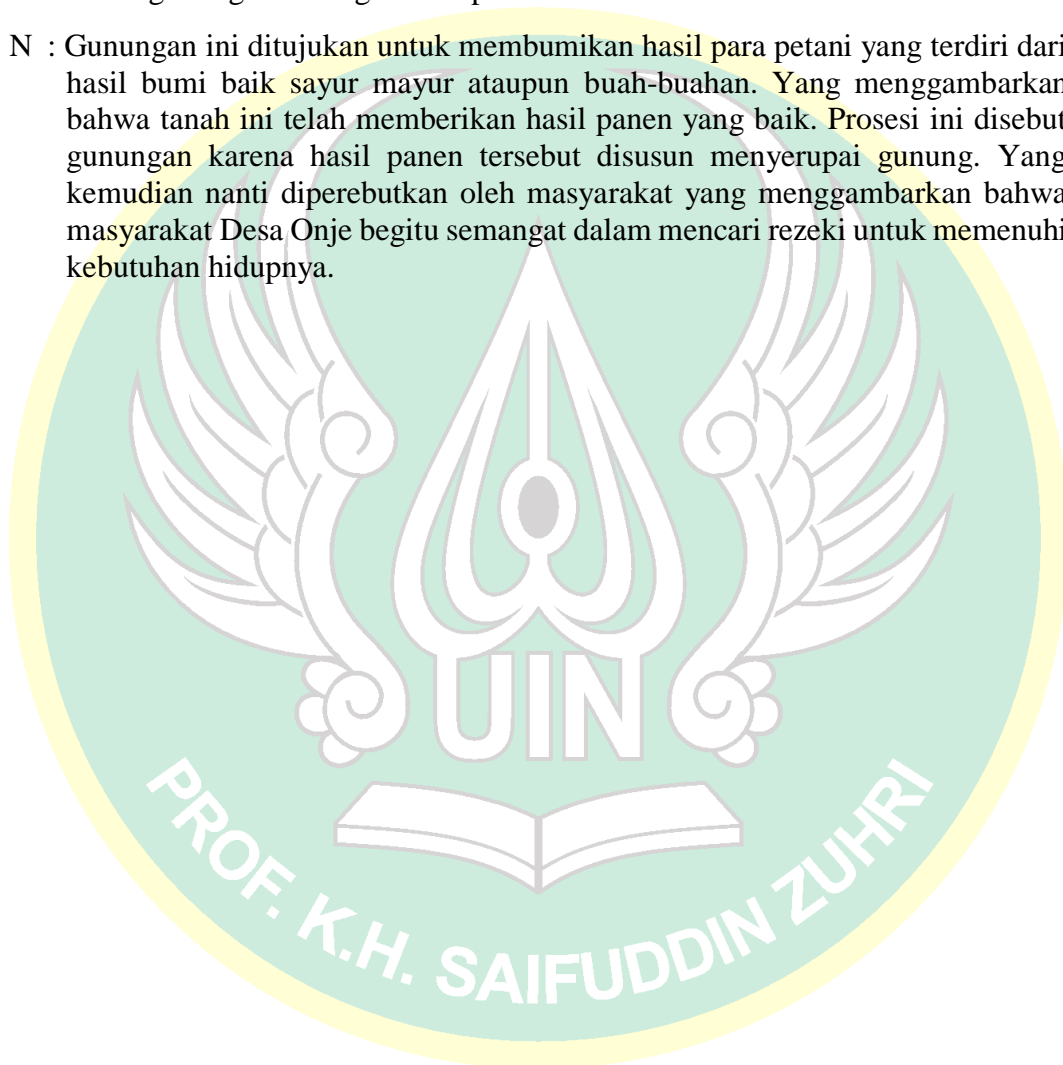 N : Gunungan ini ditujukan untuk membumikan hasil para petani yang terdiri dari
hasil bumi baik sayur mayur ataupun buah-buahan. Yang menggambarkan
bahwa tanah ini telah memberikan hasil panen yang baik. Prosesi ini disebut
gunungan karena hasil panen tersebut disusun menyerupai gunung. Yang
kemudian nanti diperebutkan oleh masyarakat yang menggambarkan bahwa
masyarakat Desa Onje begitu semangat dalam mencari rezeki untuk memenuhi
kebutuhan hidupnya.
UIN
PROF. K.H. SAIFUDDIN ZUHRI